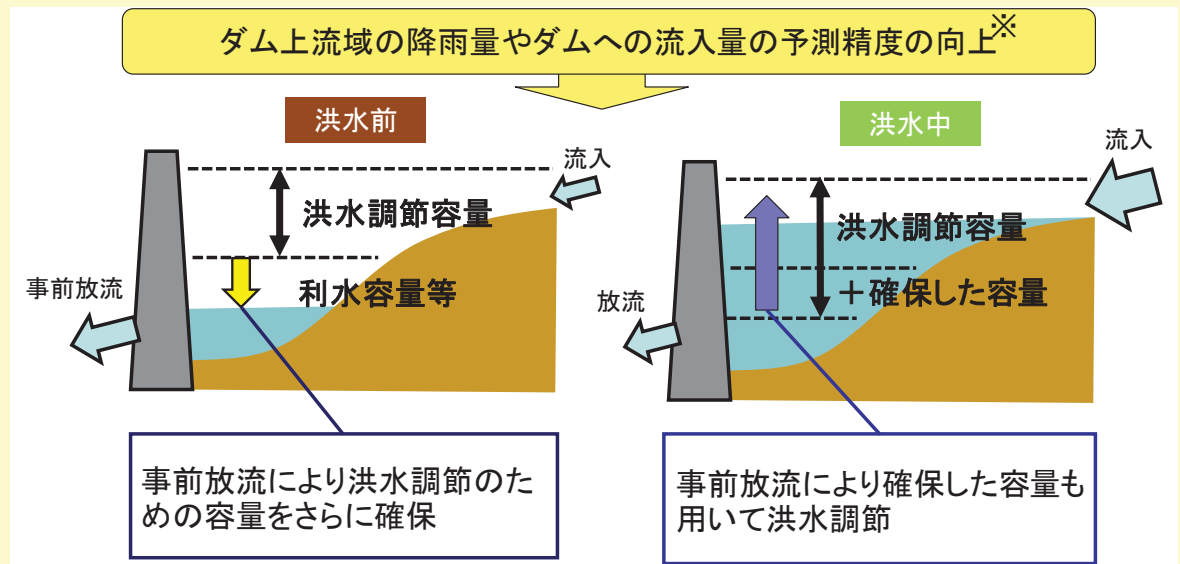 ダム上流域の降雨量やダムへの流入量の予測精度の向上※
洪水前
流入
洪水調節容量
事前放流
利水容量等
事前放流により洪水調節のた
めの容量をさらに確保
洪水中
流入
洪水調節容量
＋確保した容量
放流
事前放流により確保した容量も
用いて洪水調節